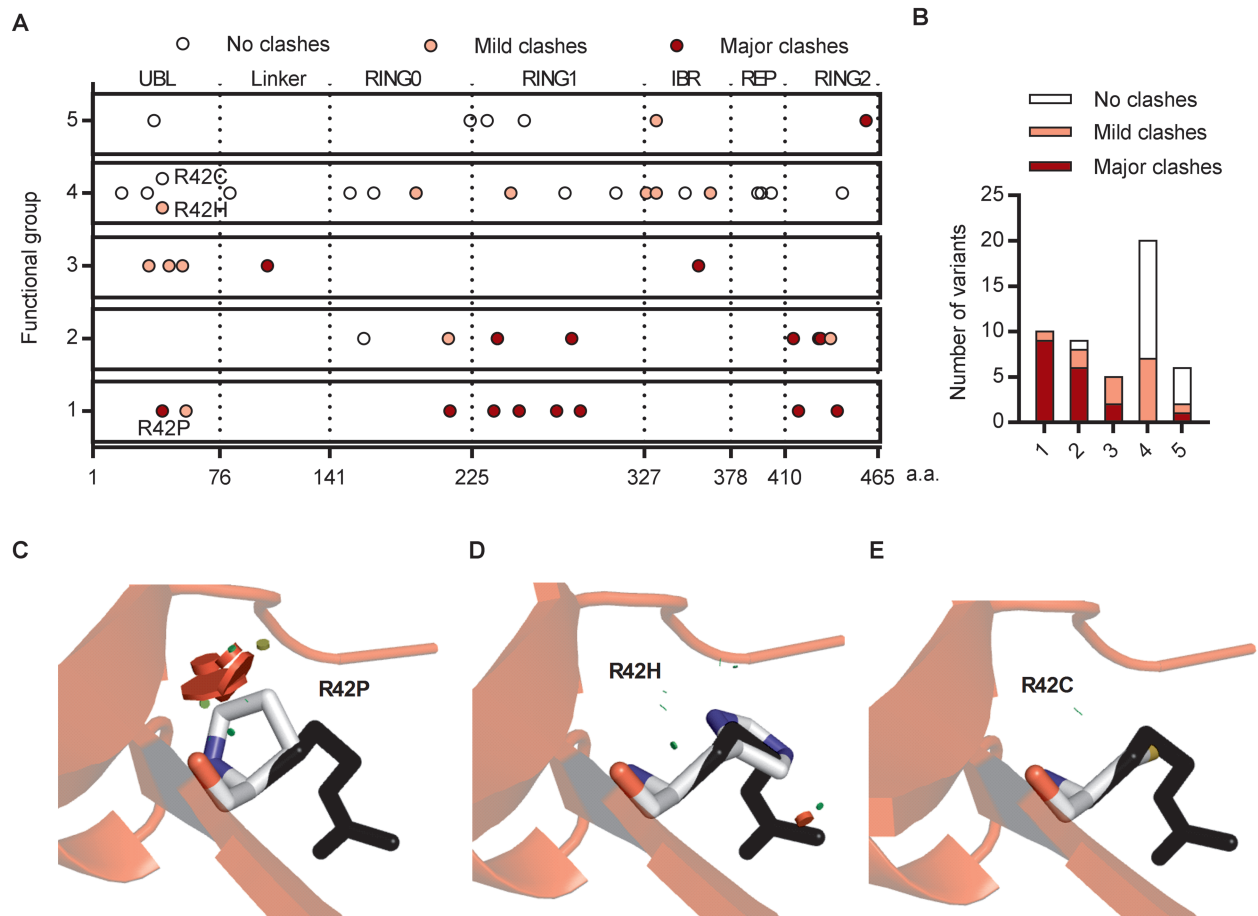 A
No clashes Mild clashes Major clashes
UBL Linker RING0 RING1 IBR REP RING2
Functional group
5
4
3
2
1
R42C
R42H
R42P
1 76 141 225 327 378 410 465 a.a.
B
No clashes
Mild clashes
Major clashes
Number of variants
25
20
15
10
5
0
1 2 3 4 5
C
R42P
D
R42H
E
R42C